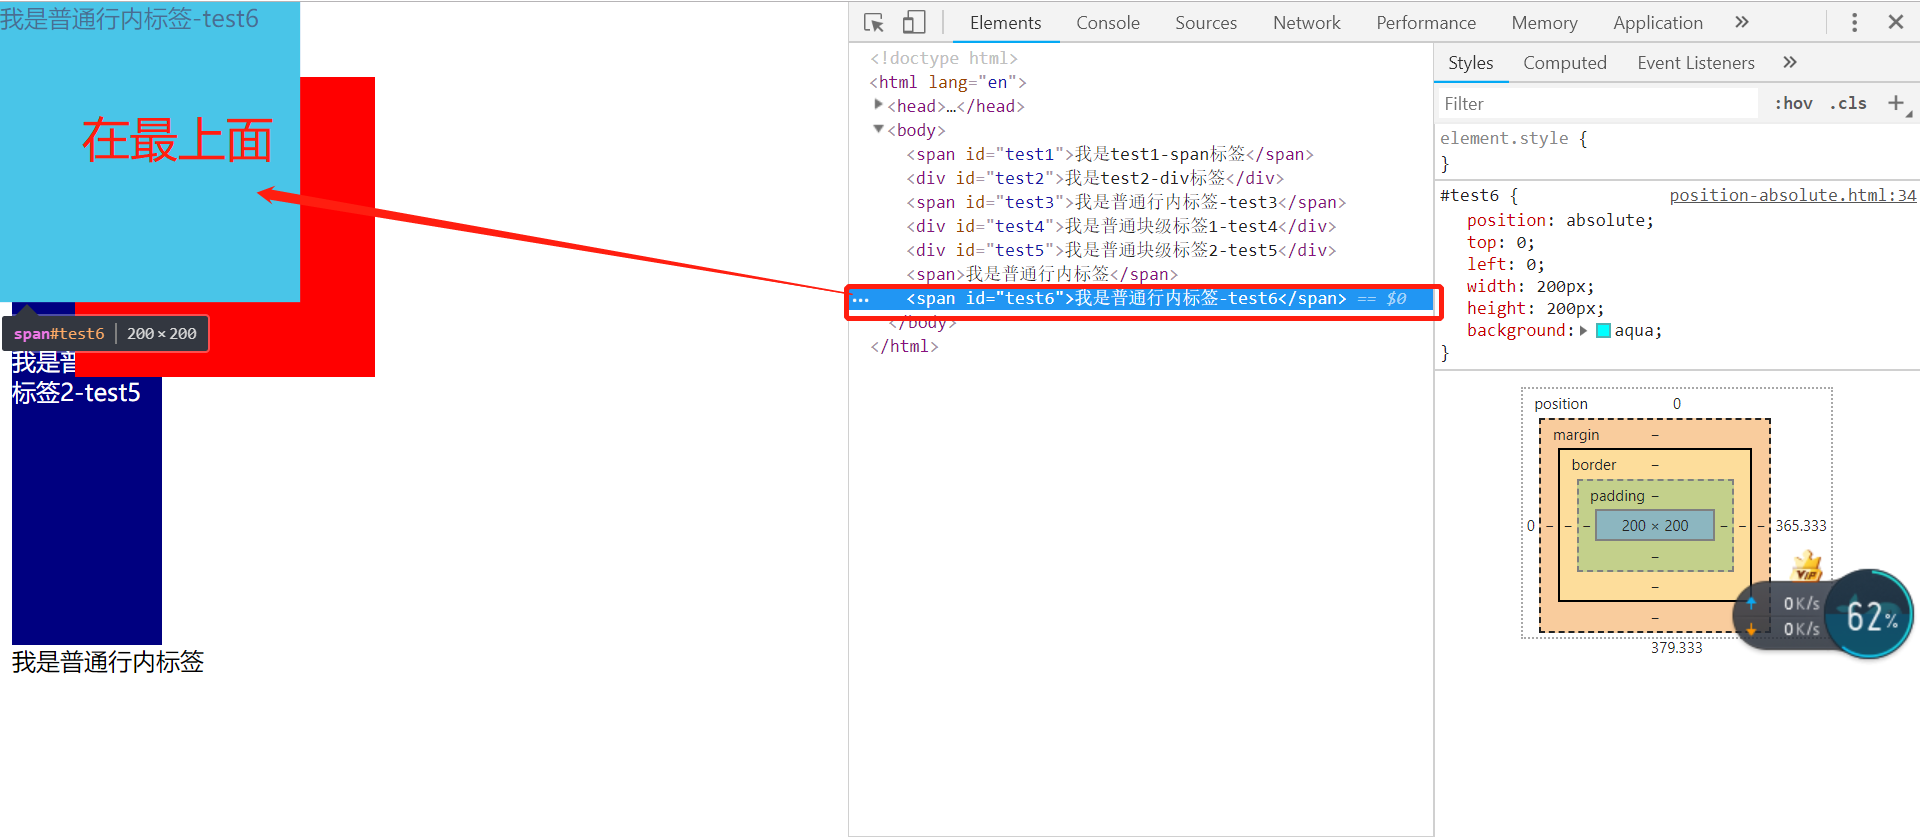 我是普通行内标签-test6
在最上面
span#test6 | 200 × 200
我是普
标签2-test5
我是普通行内标签
Elements Console Sources Network Performance Memory Application »
<!doctype html>
<html lang="en">
<head>…</head>
<body>
<span id="test1">我是test1-span标签</span>
<div id="test2">我是test2-div标签</div>
<span id="test3">我是普通行内标签-test3</span>
<div id="test4">我是普通块级标签1-test4</div>
<div id="test5">我是普通块级标签2-test5</div>
<span>我是普通行内标签</span>
… <span id="test6">我是普通行内标签-test6</span> == $0
</body>
</html>
Styles Computed Event Listeners »
Filter :hov .cls +
element.style {
}
#test6 { position-absolute.html:34
position: absolute;
top: 0;
left: 0;
width: 200px;
height: 200px;
background: aqua;
}
position 0
margin –
border –
padding –
0 – – – 200 × 200 – – – 365.333
–
–
–
379.333
VIP
0K/s
0K/s
62%